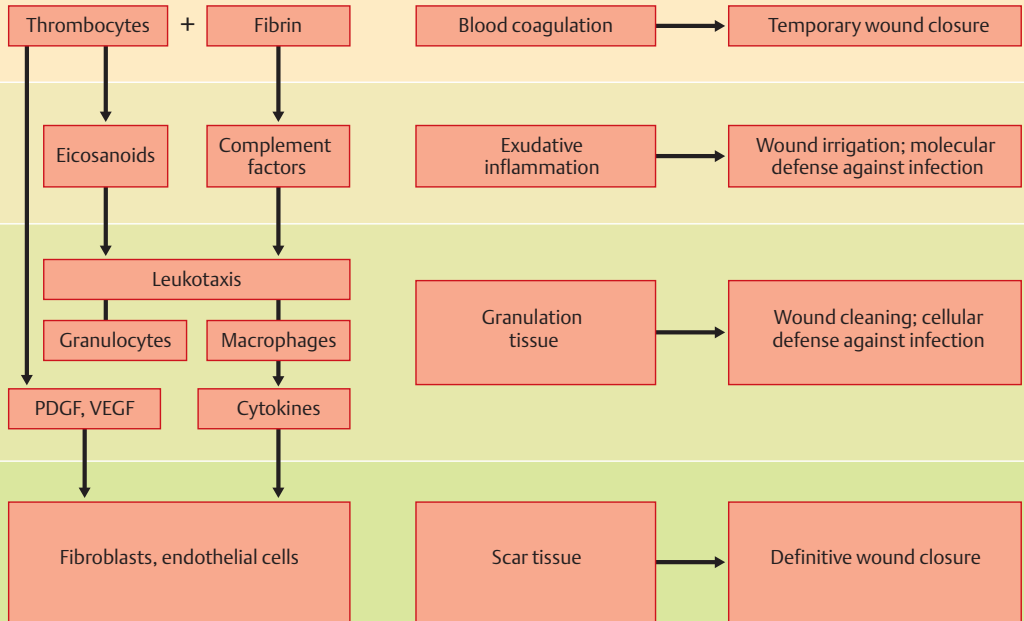 Thrombocytes + Fibrin
Blood coagulation
Temporary wound closure
Eicosanoids
Complement
factors
Exudative
inflammation
Wound irrigation; molecular
defense against infection
Leukotaxis
Granulocytes
Macrophages
PDGF, VEGF
Cytokines
Granulation
tissue
Wound cleaning; cellular
defense against infection
Fibroblasts, endothelial cells
Scar tissue
Definitive wound closure